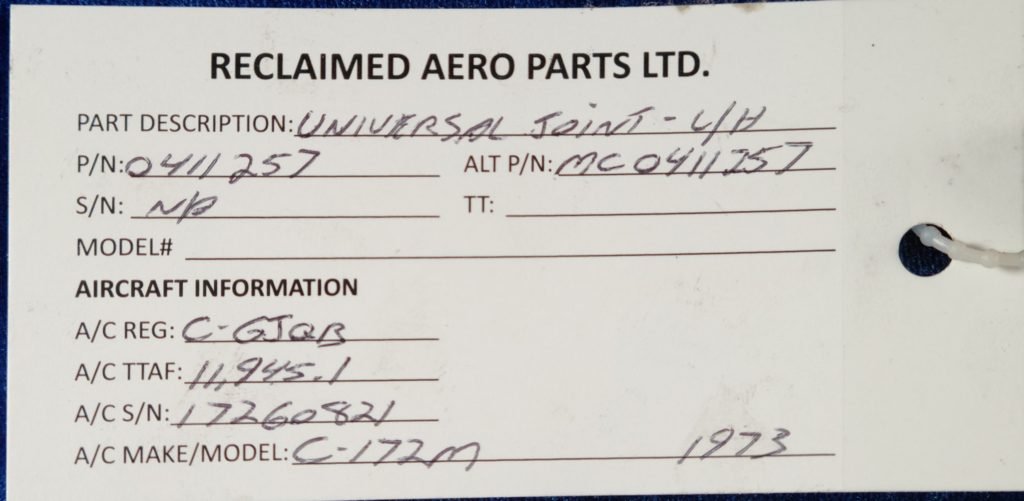 RECLAIMED AERO PARTS LTD.
PART DESCRIPTION: UNIVERSAL JOINT - L/H
P/N: 0411257 ALT P/N: MC0411257
S/N: NP TT:
MODEL#
AIRCRAFT INFORMATION
A/C REG: C-GJQB
A/C TTAF: 11,945.1
A/C S/N: 17260821
A/C MAKE/MODEL: C-172M 1973